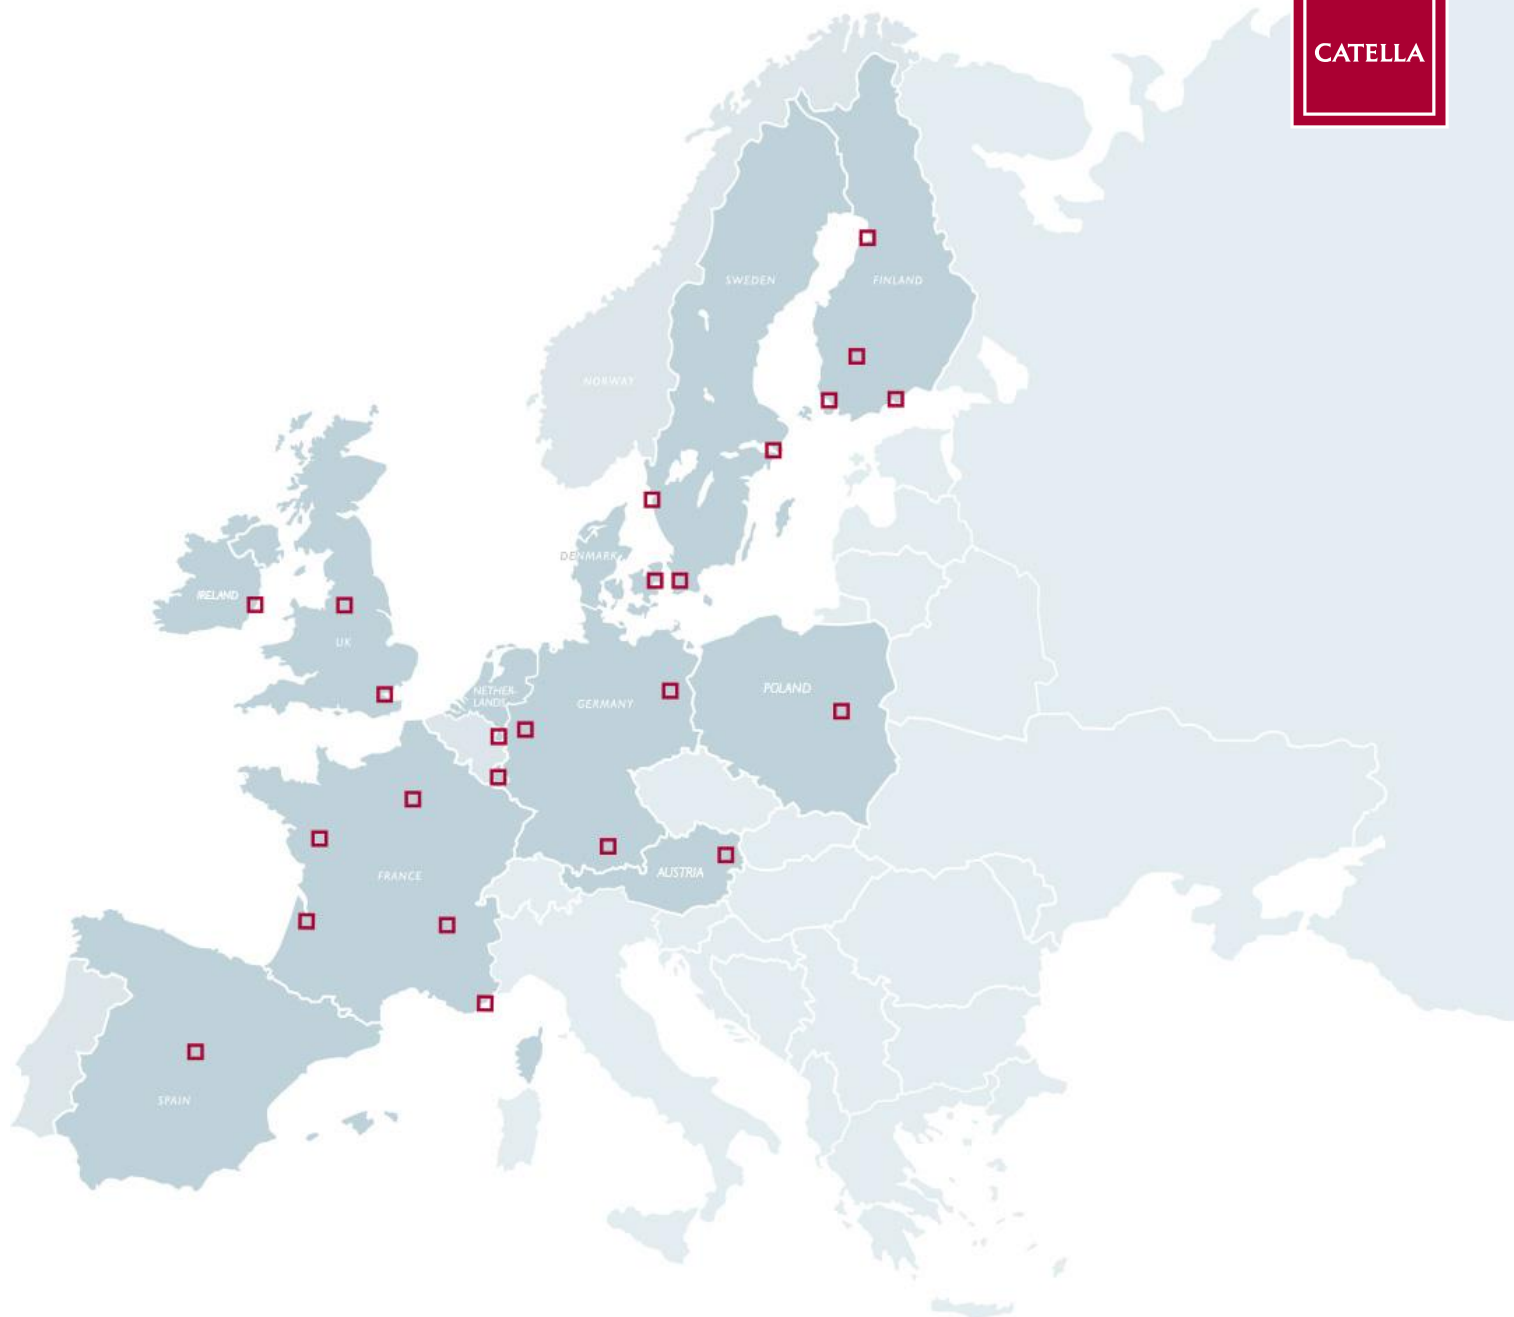 CATELLA
SWEDEN
FINLAND
NORWAY
DENMARK
IRELAND
UK
NETHER-
LANDS
GERMANY
POLAND
FRANCE
AUSTRIA
SPAIN